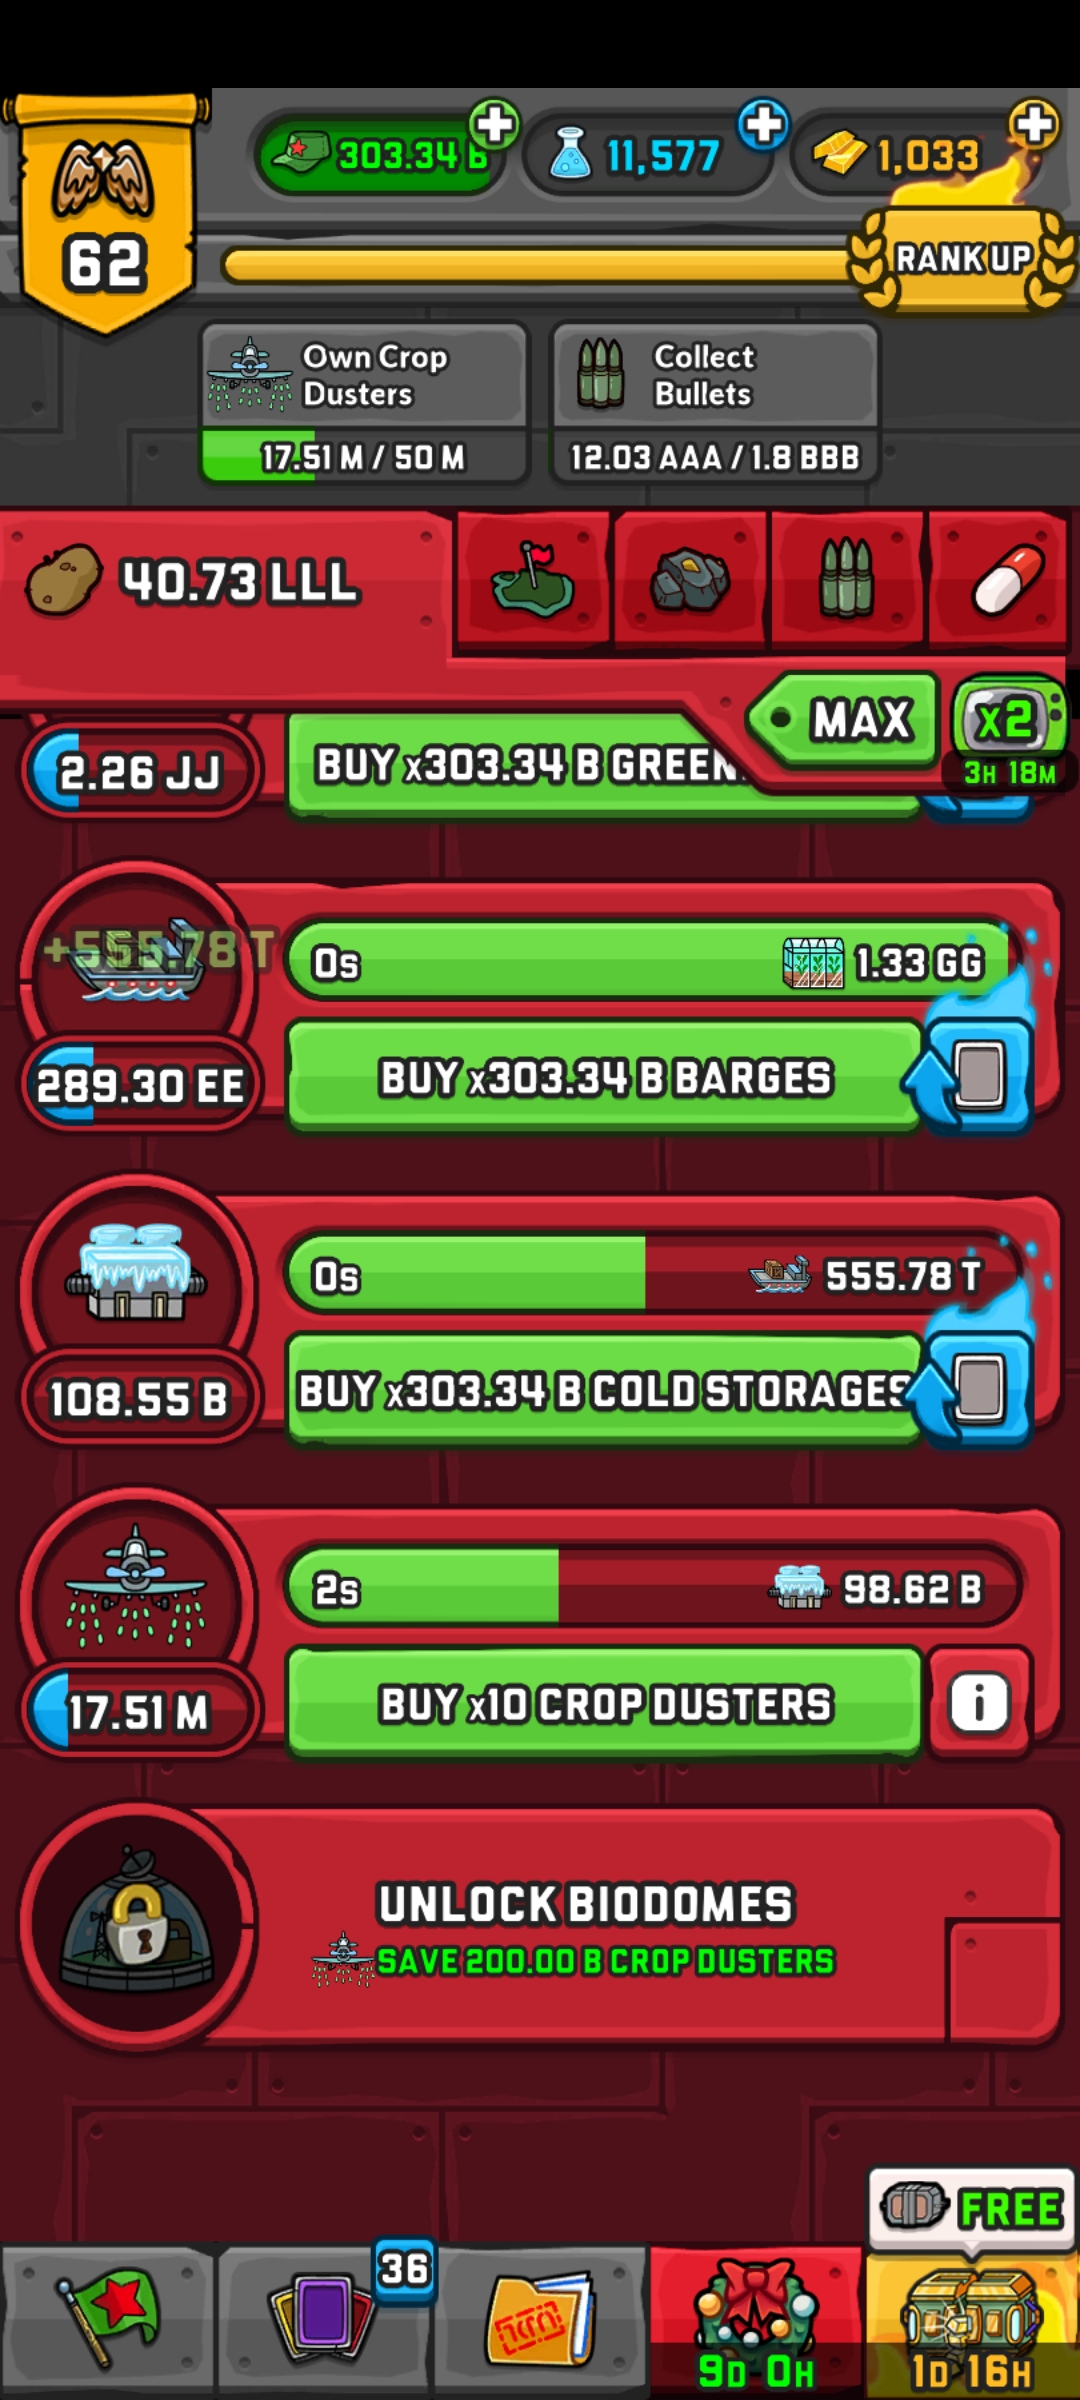 303.34 B
11,577
1,033
62
RANK UP
Own Crop
Dusters
17.51 M / 50 M
Collect
Bullets
12.03 AAA / 1.8 BBB
40.73 LLL
MAX
x2
3H 18M
2.26 JJ
BUY x303.34 B GREEN
+555.78 T
0s
1.33 GG
289.30 EE
BUY x303.34 B BARGES
0s
555.78 T
108.55 B
BUY x303.34 B COLD STORAGES
2s
98.62 B
17.51 M
BUY x10 CROP DUSTERS
i
UNLOCK BIODOMES
SAVE 200.00 B CROP DUSTERS
FREE
36
9D 0H
1D 16H